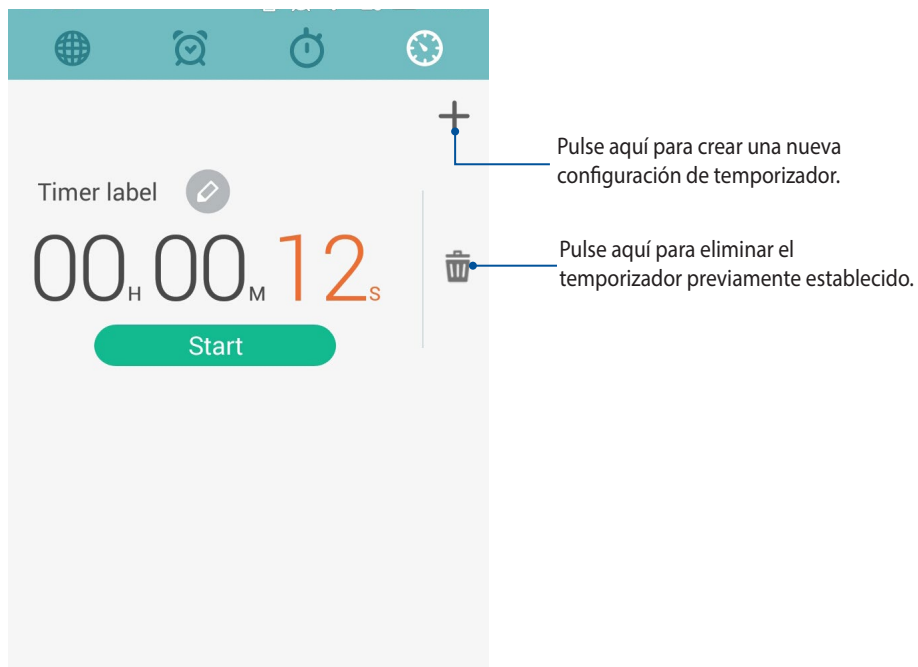 Pulse aquí para crear una nueva
configuración de temporizador.
Timer label
00H 00M 12S
Pulse aquí para eliminar el
temporizador previamente establecido.
Start